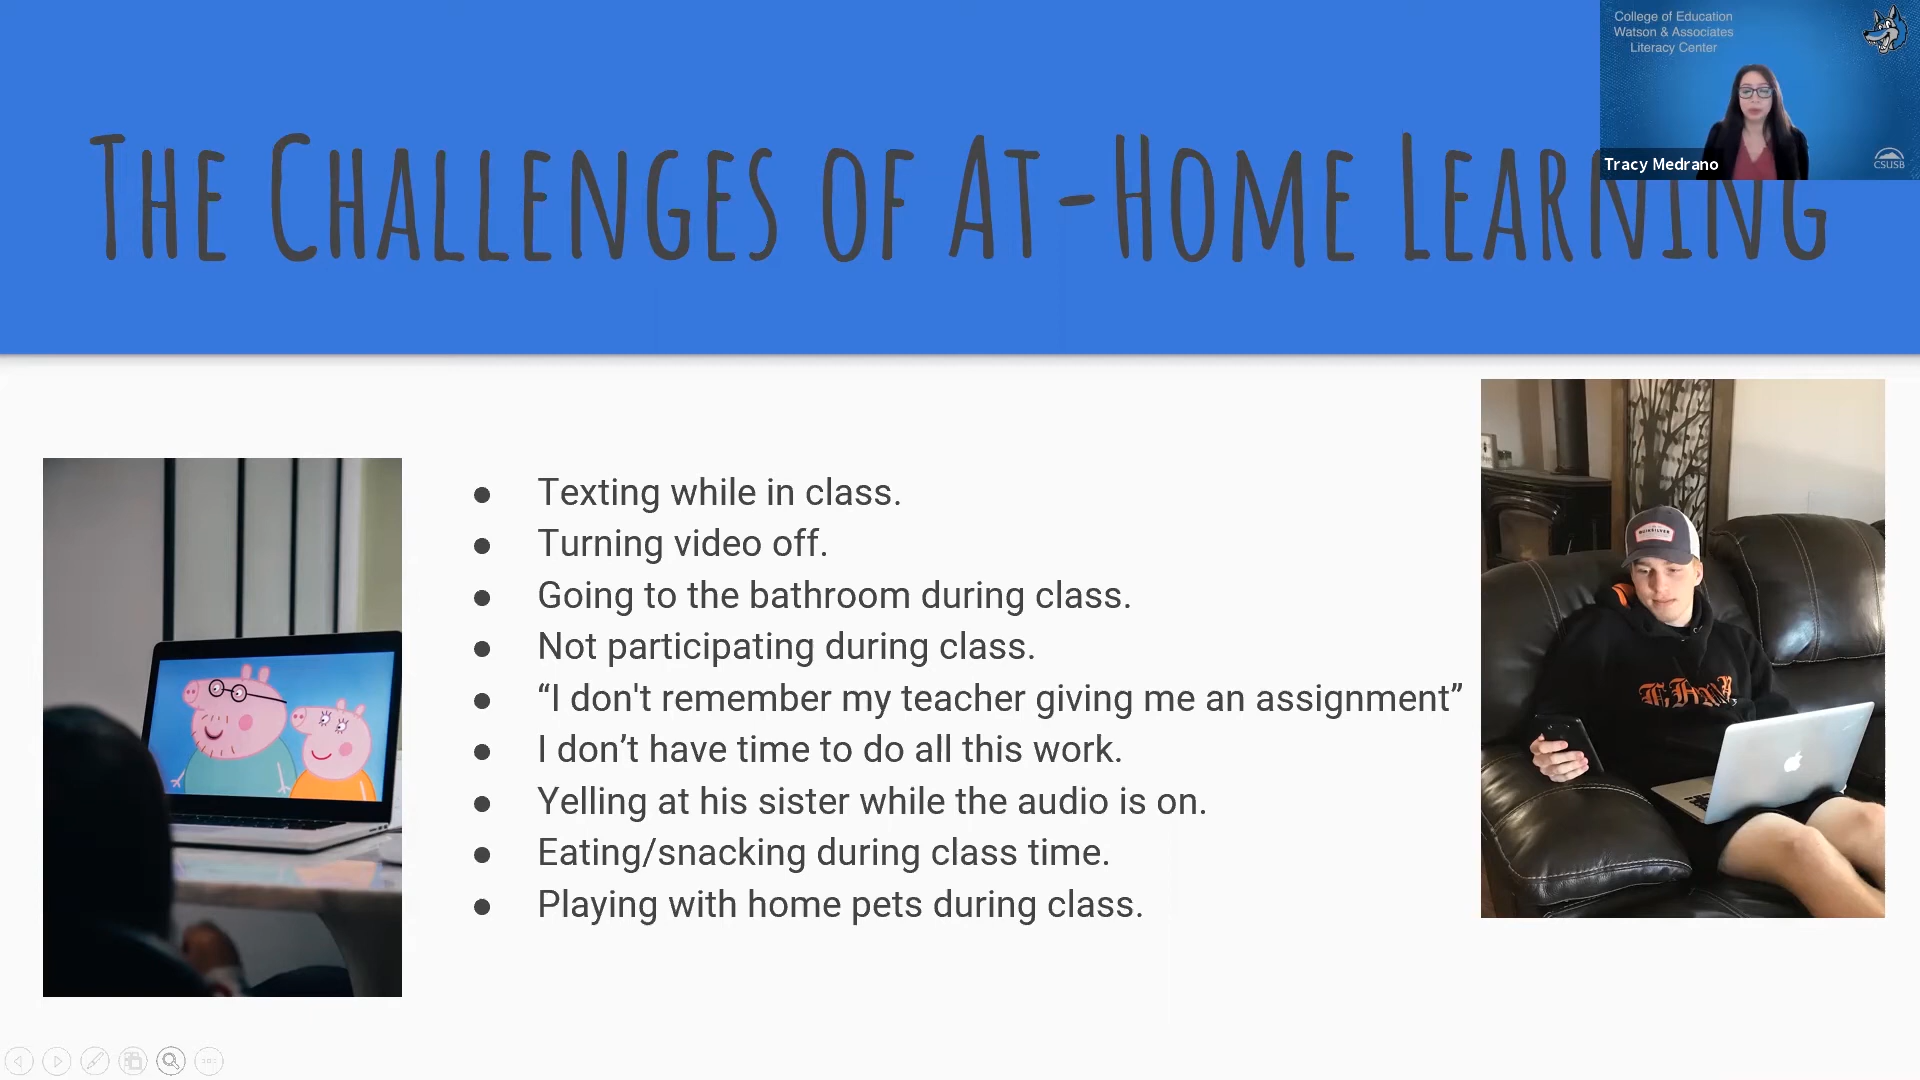 College of Education
Watson & Associates
Literacy Center
Tracy Medrano
CSUSB
The Challenges of At-Home Learning
Texting while in class.
Turning video off.
Going to the bathroom during class.
Not participating during class.
“I don't remember my teacher giving me an assignment”
I don’t have time to do all this work.
Yelling at his sister while the audio is on.
Eating/snacking during class time.
Playing with home pets during class.
QUIKSILVER